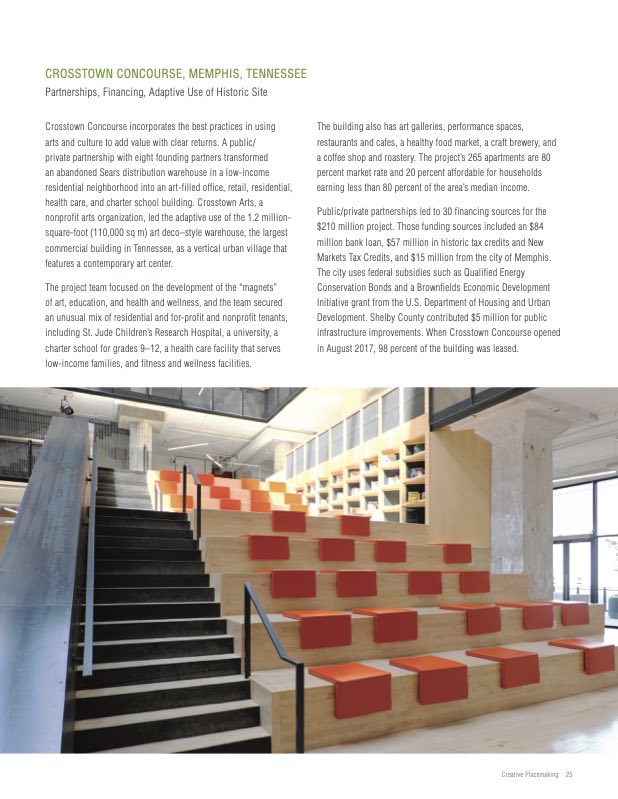 CROSSTOWN CONCOURSE, MEMPHIS, TENNESSEE
Partnerships, Financing, Adaptive Use of Historic Site
Crosstown Concourse incorporates the best practices in using
arts and culture to add value with clear returns. A public/
private partnership with eight founding partners transformed
an abandoned Sears distribution warehouse in a low-income
residential neighborhood into an art-filled office, retail, residential,
health care, and charter school building. Crosstown Arts, a
nonprofit arts organization, led the adaptive use of the 1.2 million-
square-foot (110,000 sq m) art deco–style warehouse, the largest
commercial building in Tennessee, as a vertical urban village that
features a contemporary art center.
The project team focused on the development of the “magnets”
of art, education, and health and wellness, and the team secured
an unusual mix of residential and for-profit and nonprofit tenants,
including St. Jude Children’s Research Hospital, a university, a
charter school for grades 9–12, a health care facility that serves
low-income families, and fitness and wellness facilities.
The building also has art galleries, performance spaces,
restaurants and cafes, a healthy food market, a craft brewery, and
a coffee shop and roastery. The project’s 265 apartments are 80
percent market rate and 20 percent affordable for households
earning less than 80 percent of the area’s median income.
Public/private partnerships led to 30 financing sources for the
$210 million project. Those funding sources included an $84
million bank loan, $57 million in historic tax credits and New
Markets Tax Credits, and $15 million from the city of Memphis.
The city uses federal subsidies such as Qualified Energy
Conservation Bonds and a Brownfields Economic Development
Initiative grant from the U.S. Department of Housing and Urban
Development. Shelby County contributed $5 million for public
infrastructure improvements. When Crosstown Concourse opened
in August 2017, 98 percent of the building was leased.
Creative Placemaking 25